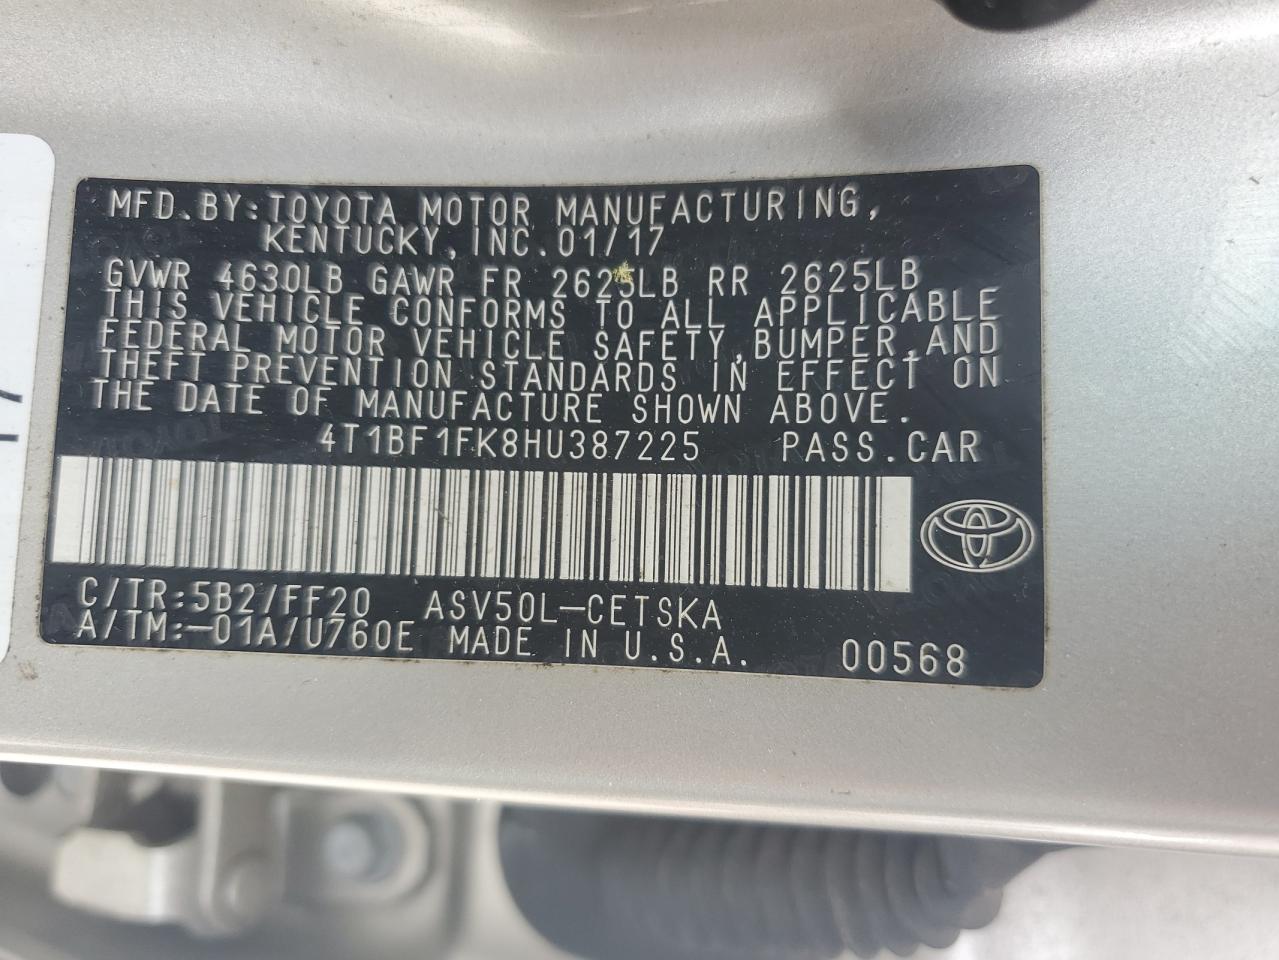 MFD.BY:TOYOTA MOTOR MANUFACTURING,
KENTUCKY,INC.01/17
GVWR 4630LB GAWR FR 2625LB RR 2625LB
THIS VEHICLE CONFORMS TO ALL APPLICABLE
FEDERAL MOTOR VEHICLE SAFETY,BUMPER,AND
THEFT PREVENTION STANDARDS IN EFFECT ON
THE DATE OF MANUFACTURE SHOWN ABOVE.
4T1BF1FK8HU387225 PASS.CAR
C/TR:5B2/FF20 ASV50L-CETSKA
A/TM:-01A/U760E MADE IN U.S.A. 00568